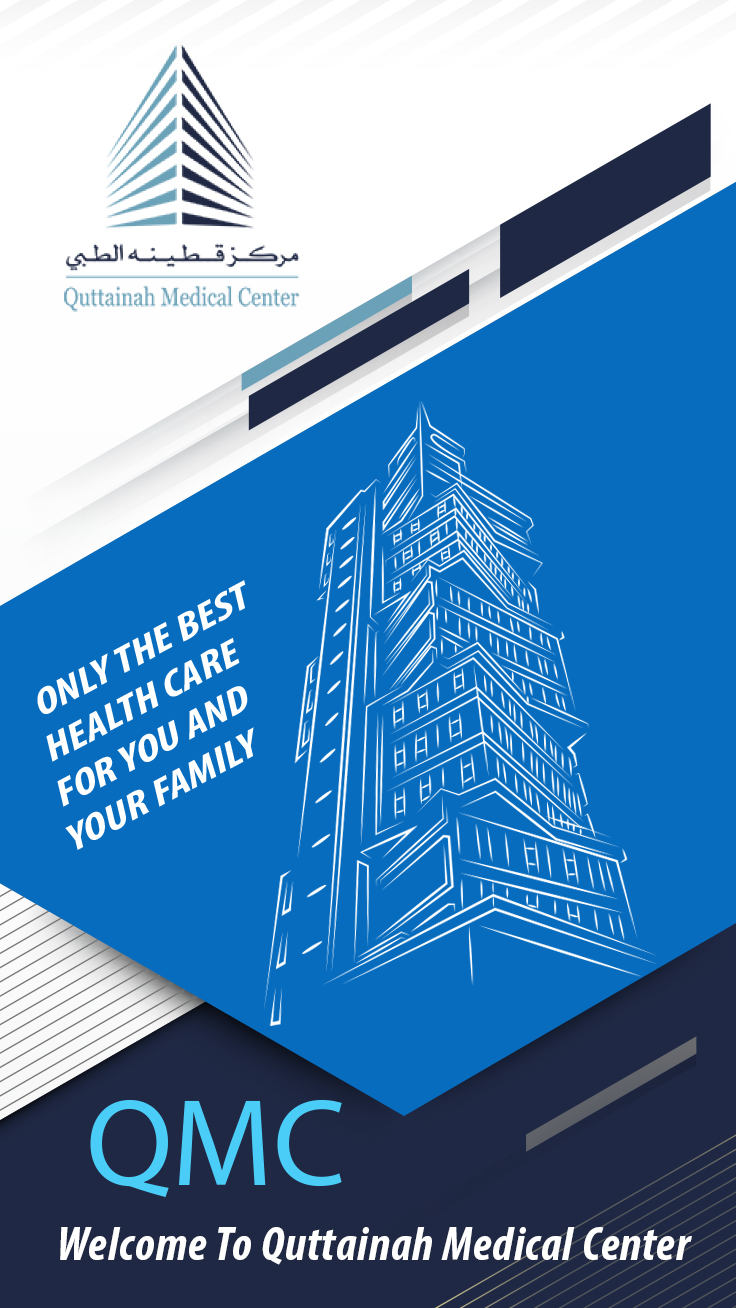 مركز قطينه الطبي
Quttainah Medical Center
ONLY THE BEST
HEALTH CARE
FOR YOU AND
YOUR FAMILY
QMC
Welcome To Quttainah Medical Center